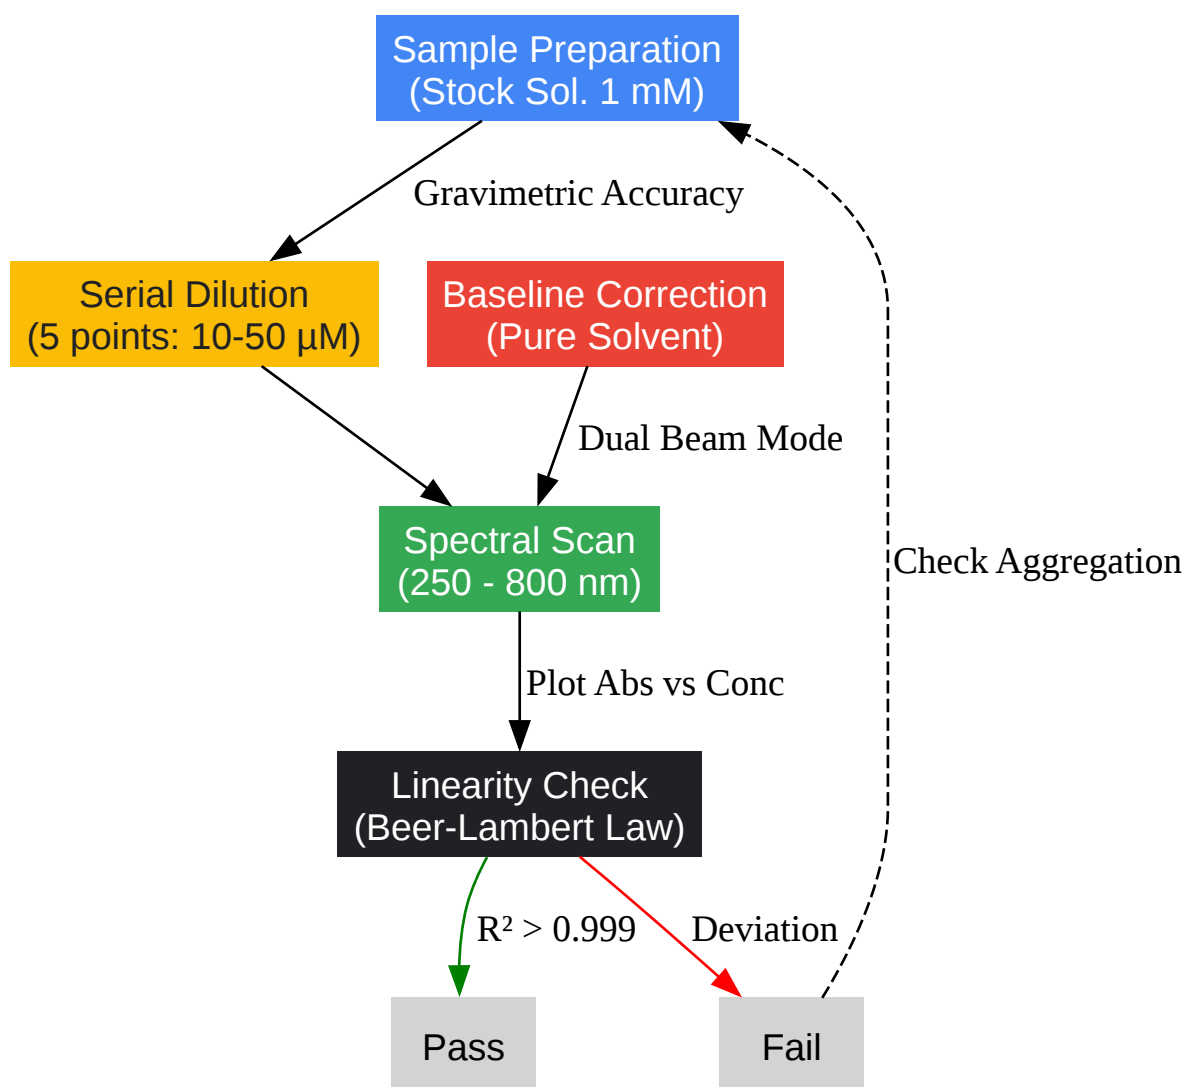 Sample Preparation
(Stock Sol. 1 mM)
Gravimetric Accuracy
Serial Dilution
(5 points: 10-50 µM)
Baseline Correction
(Pure Solvent)
Dual Beam Mode
Spectral Scan
(250 - 800 nm)
Check Aggregation
Plot Abs vs Conc
Linearity Check
(Beer-Lambert Law)
R² > 0.999
Deviation
Pass
Fail